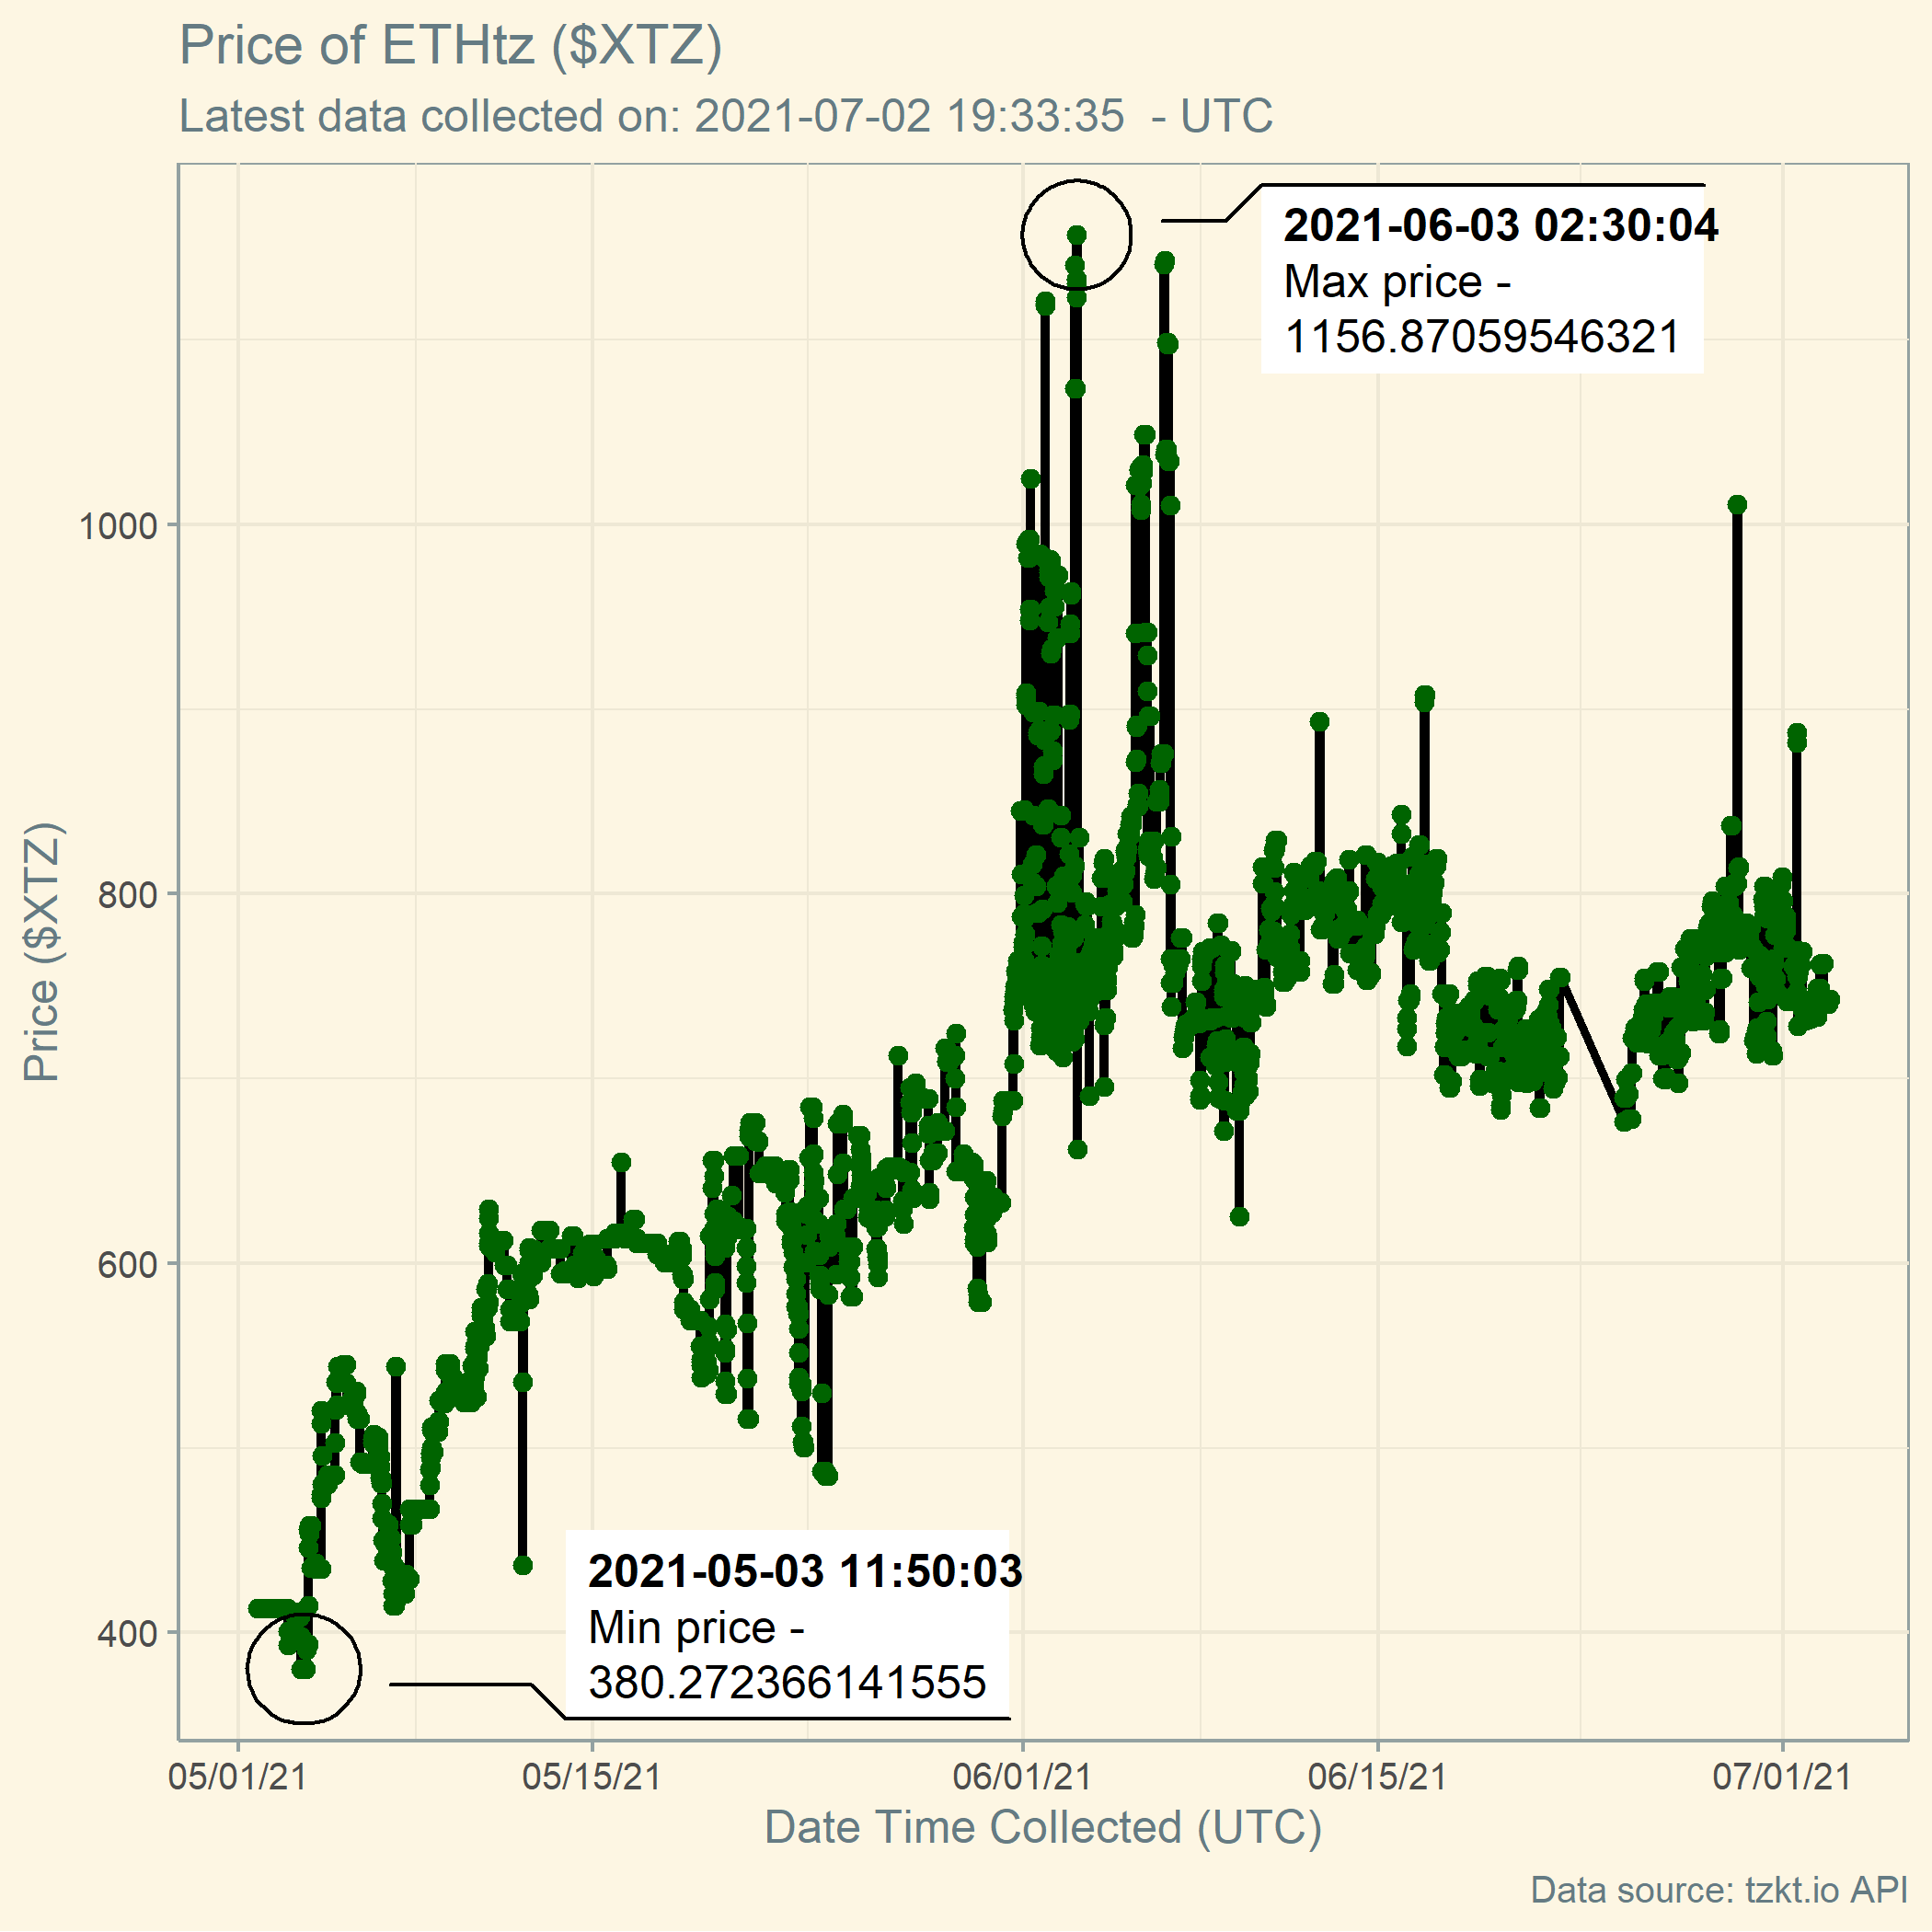 Price of ETHtz ($XTZ)
Latest data collected on: 2021-07-02 19:33:35  - UTC
2021-06-03 02:30:04
Max price -
1156.87059546321
1000
800
600
400
Price ($XTZ)
2021-05-03 11:50:03
Min price -
380.272366141555
05/01/21 05/15/21 06/01/21 06/15/21 07/01/21
Date Time Collected (UTC)
Data source: tzkt.io API